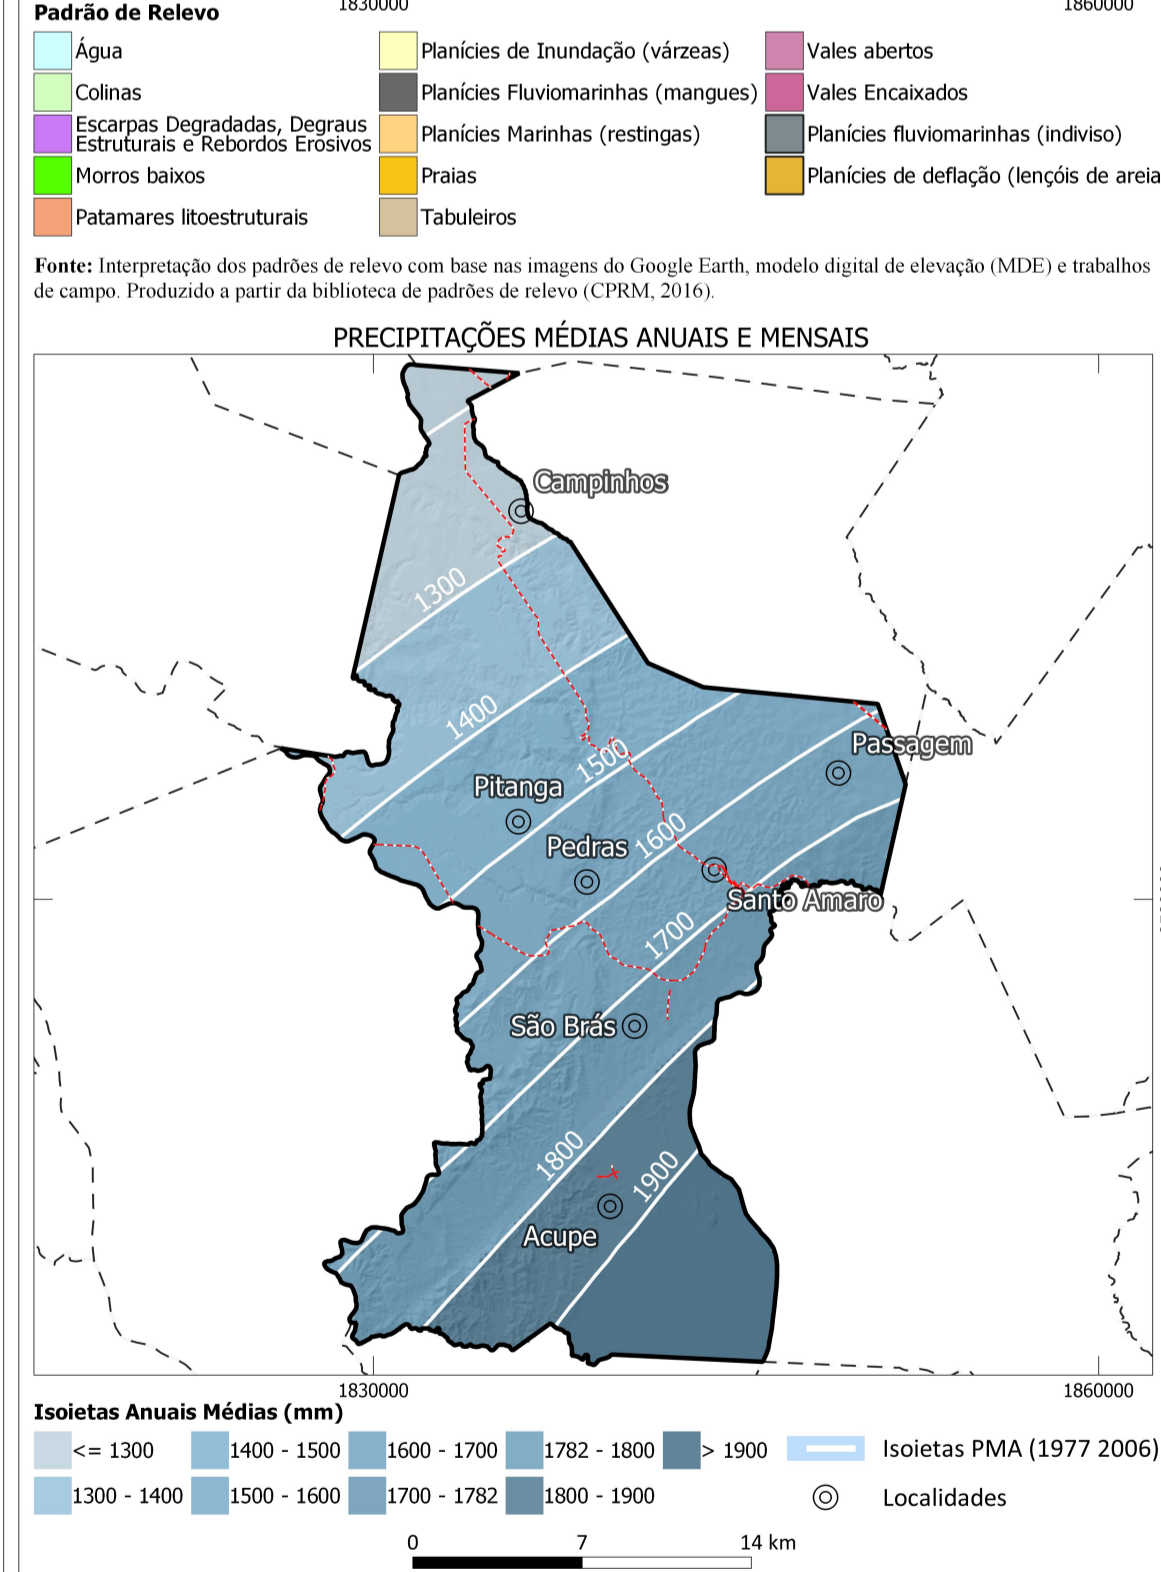 1830000 1860000
Padrão de Relevo
Água
Planícies de Inundação (várzeas)
Vales abertos
Colinas
Planícies Fluviomarinhas (mangues)
Vales Encaixados
Escarpas Degradadas, Degraus
Estruturais e Rebordos Erosivos
Planícies Marinhas (restingas)
Planícies fluviomarinhas (indiviso)
Morros baixos
Praias
Planícies de deflação (lençóis de areia
Patamares litoestruturais
Tabuleiros
Fonte: Interpretação dos padrões de relevo com base nas imagens do Google Earth, modelo digital de elevação (MDE) e trabalhos
de campo. Produzido a partir da biblioteca de padrões de relevo (CPRM, 2016).
PRECIPITAÇÕES MÉDIAS ANUAIS E MENSAIS
Campinhos
1300
1400
1500
Passagem
Pitanga
1600
Pedras
Santo Amaro
1700
São Brás
1800
1900
Acupe
1830000 1860000
Isoietas Anuais Médias (mm)
<= 1300
1400 - 1500
1600 - 1700
1782 - 1800
> 1900
Isoietas PMA (1977 2006)
1300 - 1400
1500 - 1600
1700 - 1782
1800 - 1900
Localidades
0 7 14 km